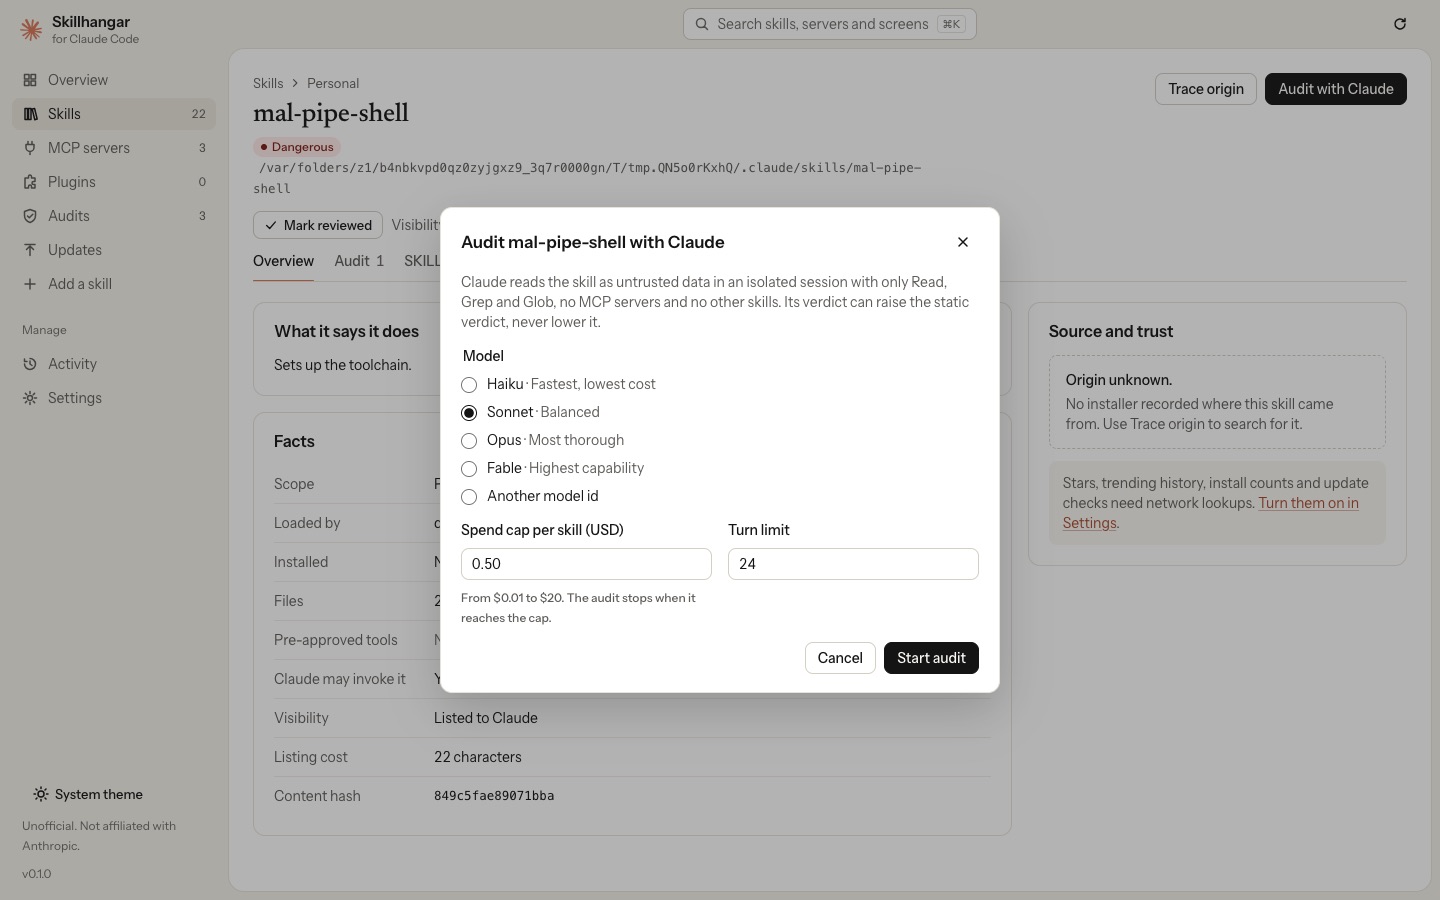 Skillhangar
for Claude Code
Search skills, servers and screens ⌘K
Overview
Skills 22
MCP servers 3
Plugins 0
Audits 3
Updates
Add a skill
Manage
Activity
Settings
System theme
Unofficial. Not affiliated with
Anthropic.
v0.1.0
Skills > Personal
Trace origin
Audit with Claude
mal-pipe-shell
Dangerous
/var/folders/z1/b4nbkvpd0qz0zyjgxz9_3q7r0000gn/T/tmp.QN5o0rKxhQ/.claude/skills/mal-pipe-
shell
Mark reviewed
Overview
Audit 1
What it says it does
Sets up the toolchain.
Facts
Scope
Loaded by
Installed
Files
Pre-approved tools
Claude may invoke it
Visibility Listed to Claude
Listing cost 22 characters
Content hash 849c5fae89071bba
Source and trust
Origin unknown.
No installer recorded where this skill came
from. Use Trace origin to search for it.
Stars, trending history, install counts and update
checks need network lookups. Turn them on in
Settings.
Audit mal-pipe-shell with Claude
Claude reads the skill as untrusted data in an isolated session with only Read,
Grep and Glob, no MCP servers and no other skills. Its verdict can raise the static
verdict, never lower it.
Model
Haiku · Fastest, lowest cost
Sonnet · Balanced
Opus · Most thorough
Fable · Highest capability
Another model id
Spend cap per skill (USD)
0.50
From $0.01 to $20. The audit stops when it
reaches the cap.
Turn limit
24
Cancel
Start audit